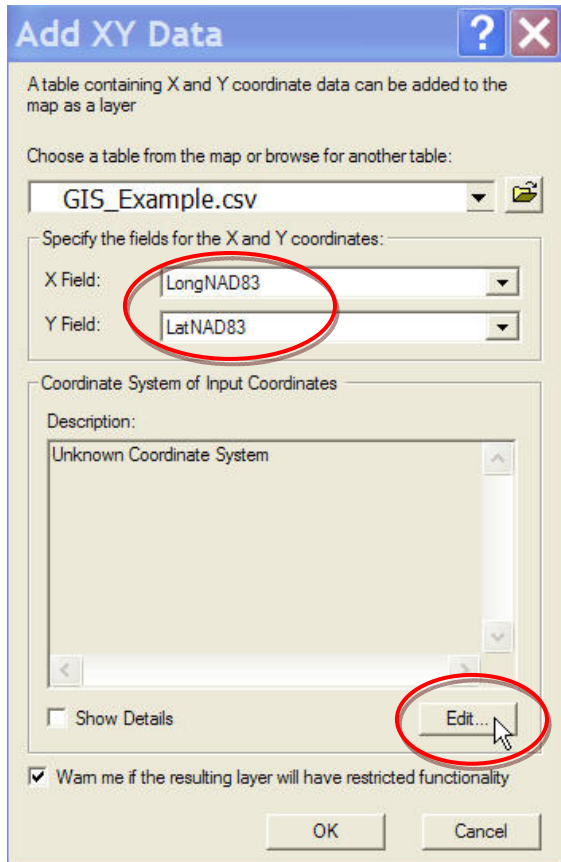 Add XY Data
A table containing X and Y coordinate data can be added to the
map as a layer
Choose a table from the map or browse for another table:
GIS_Example.csv
Specify the fields for the X and Y coordinates:
X Field: LongNAD83
Y Field: LatNAD83
Coordinate System of Input Coordinates
Description:
Unknown Coordinate System
Show Details Edit...
Warn me if the resulting layer will have restricted functionality
OK Cancel